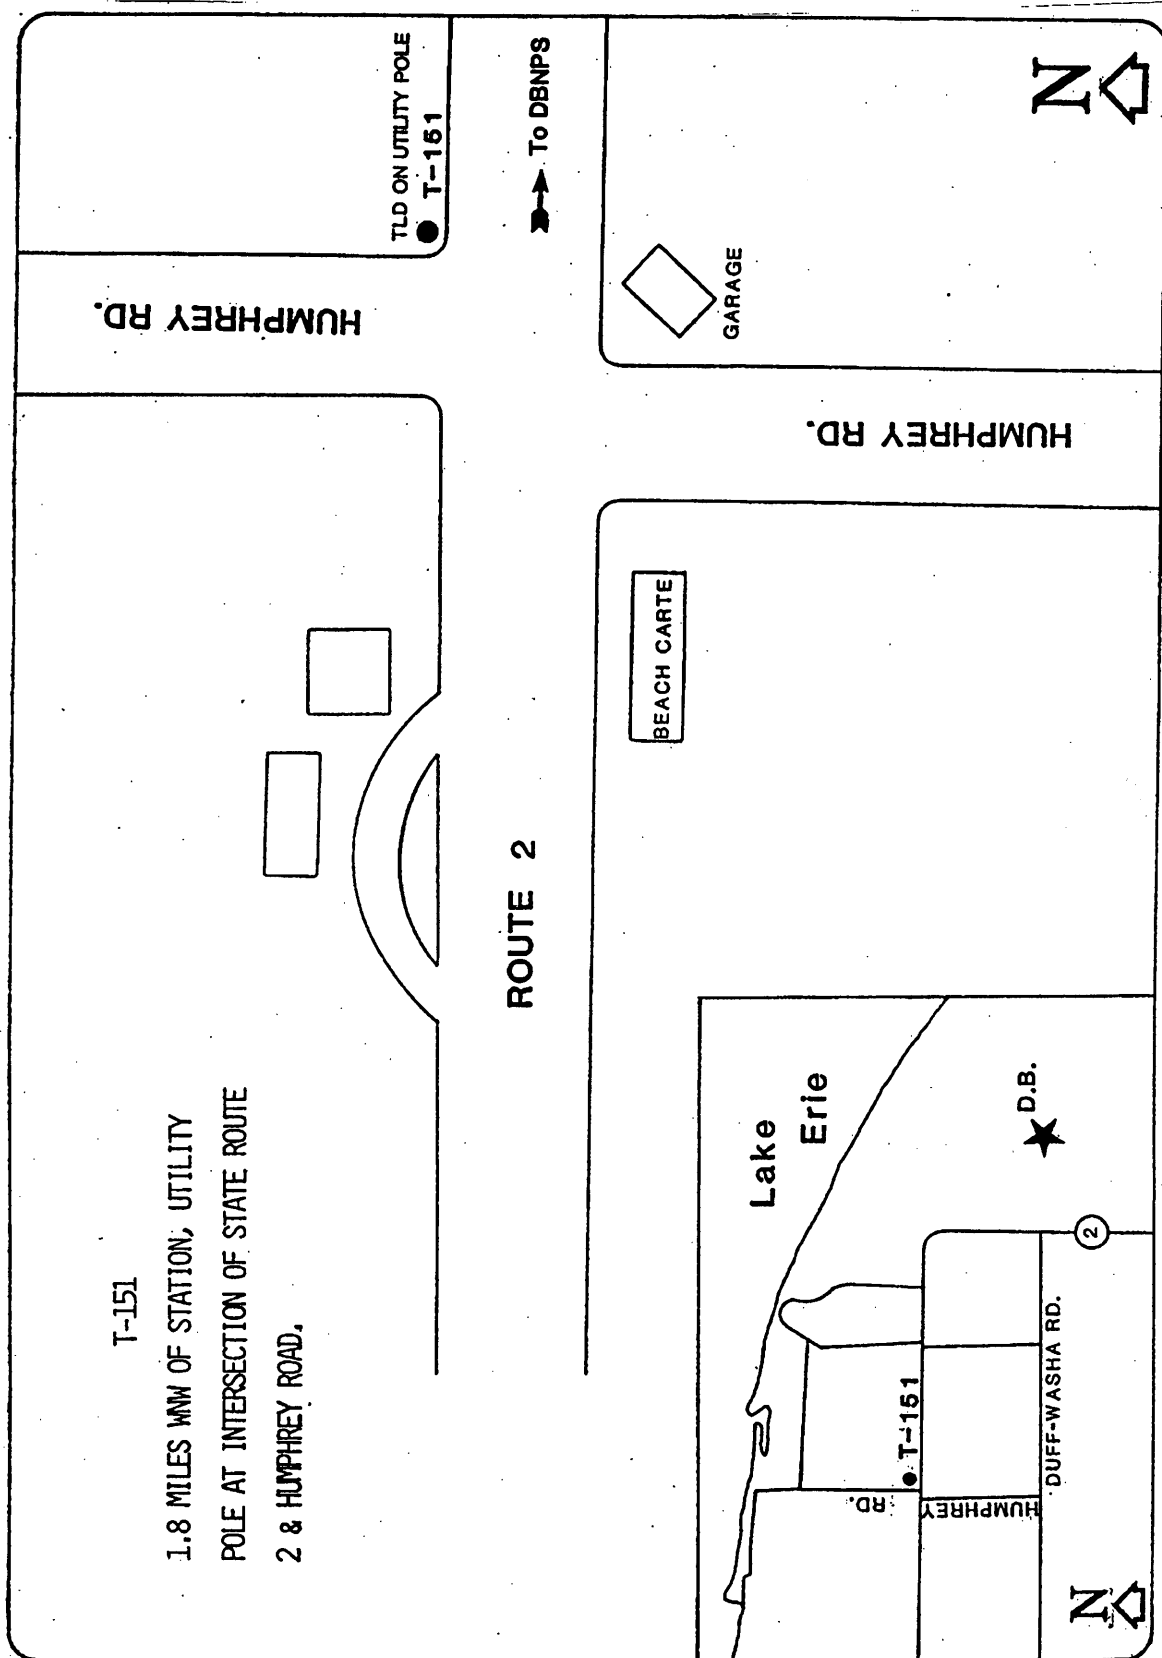 T-151
1.8 MILES WNW OF STATION, UTILITY
POLE AT INTERSECTION OF STATE ROUTE
2 & HUMPHREY ROAD.
HUMPHREY RD.
TLD ON UTILITY POLE
T-151
To DBNPS
ROUTE 2
GARAGE
HUMPHREY RD.
BEACH CARTE
N
Lake
Erie
D.B.
2
T-151
HUMPHREY
RD.
DUFF-WASHA RD.
N